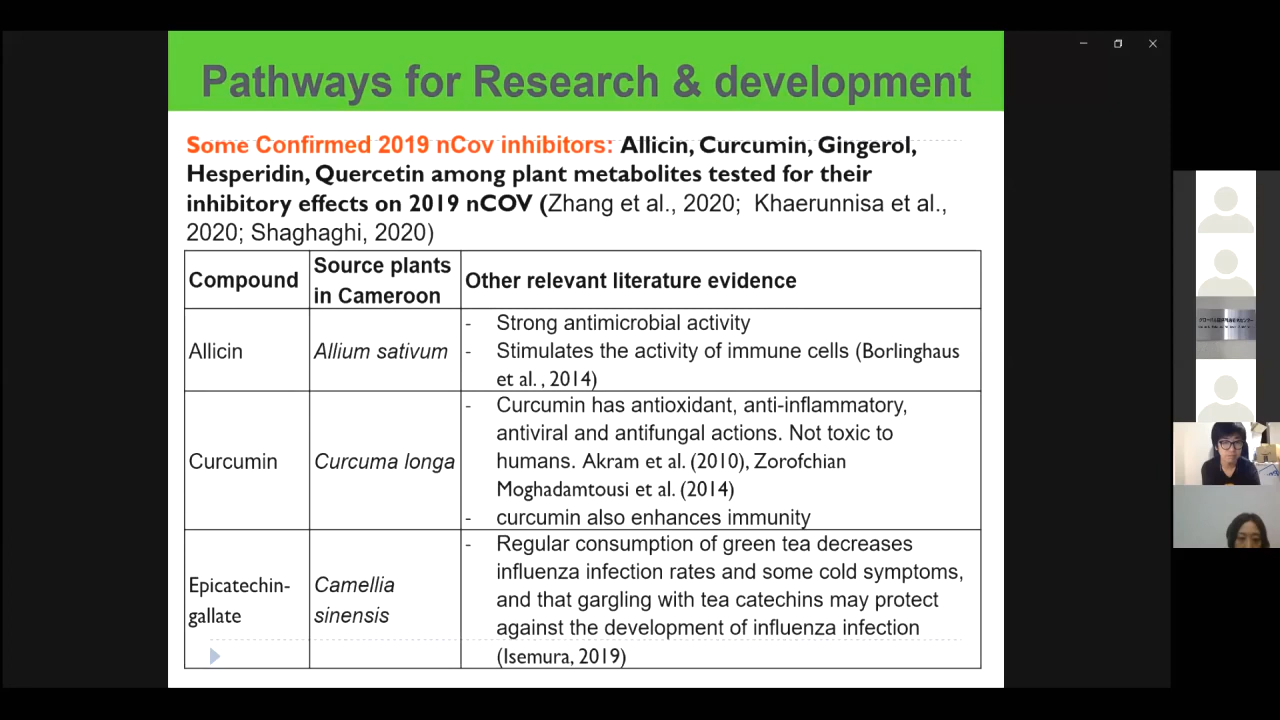 Pathways for Research & development
Some Confirmed 2019 nCov inhibitors: Allicin, Curcumin, Gingerol,
Hesperidin, Quercetin among plant metabolites tested for their
inhibitory effects on 2019 nCOV (Zhang et al., 2020; Khaerunnisa et al.,
2020; Shaghaghi, 2020)
Compound
Source plants
in Cameroon
Other relevant literature evidence
Allicin
Allium sativum
- Strong antimicrobial activity
- Stimulates the activity of immune cells (Borlinghaus
et al. , 2014)
Curcumin
Curcuma longa
- Curcumin has antioxidant, anti-inflammatory,
antiviral and antifungal actions. Not toxic to
humans. Akram et al. (2010), Zorofchian
Moghadamtousi et al. (2014)
- curcumin also enhances immunity
Epicatechin-
gallate
Camellia
sinensis
- Regular consumption of green tea decreases
influenza infection rates and some cold symptoms,
and that gargling with tea catechins may protect
against the development of influenza infection
(Isemura, 2019)